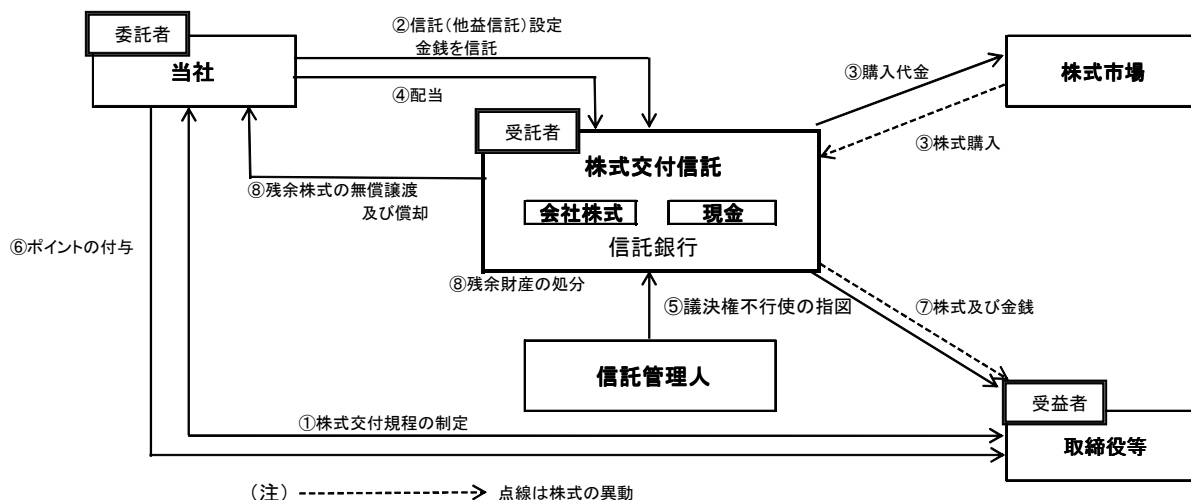 委託者
当社
②信託(他益信託)設定
金銭を信託
④配当
③購入代金
株式市場
③株式購入
受託者
株式交付信託
会社株式
現金
信託銀行
⑧残余株式の無償譲渡
及び償却
⑥ポイントの付与
⑧残余財産の処分
⑤議決権不行使の指図
⑦株式及び金銭
信託管理人
受益者
取締役等
①株式交付規程の制定
(注) 点線は株式の異動